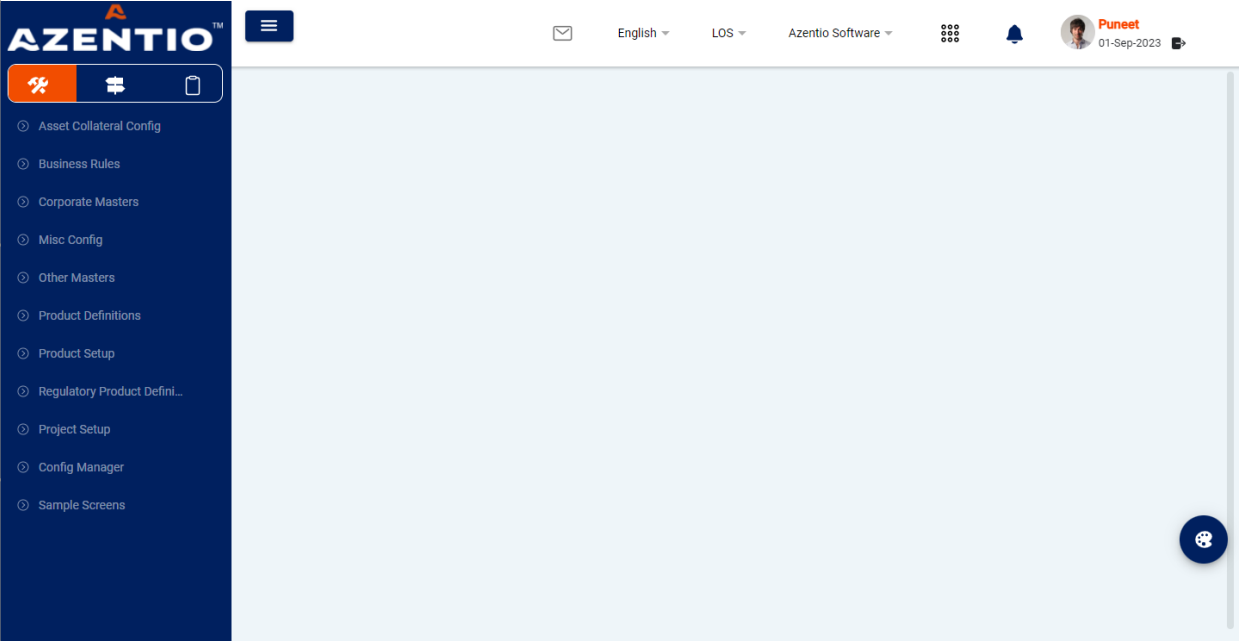 AZENTIO™
English
LOS
Azentio Software
Puneet
01-Sep-2023
Asset Collateral Config
Business Rules
Corporate Masters
Misc Config
Other Masters
Product Definitions
Product Setup
Regulatory Product Defini...
Project Setup
Config Manager
Sample Screens